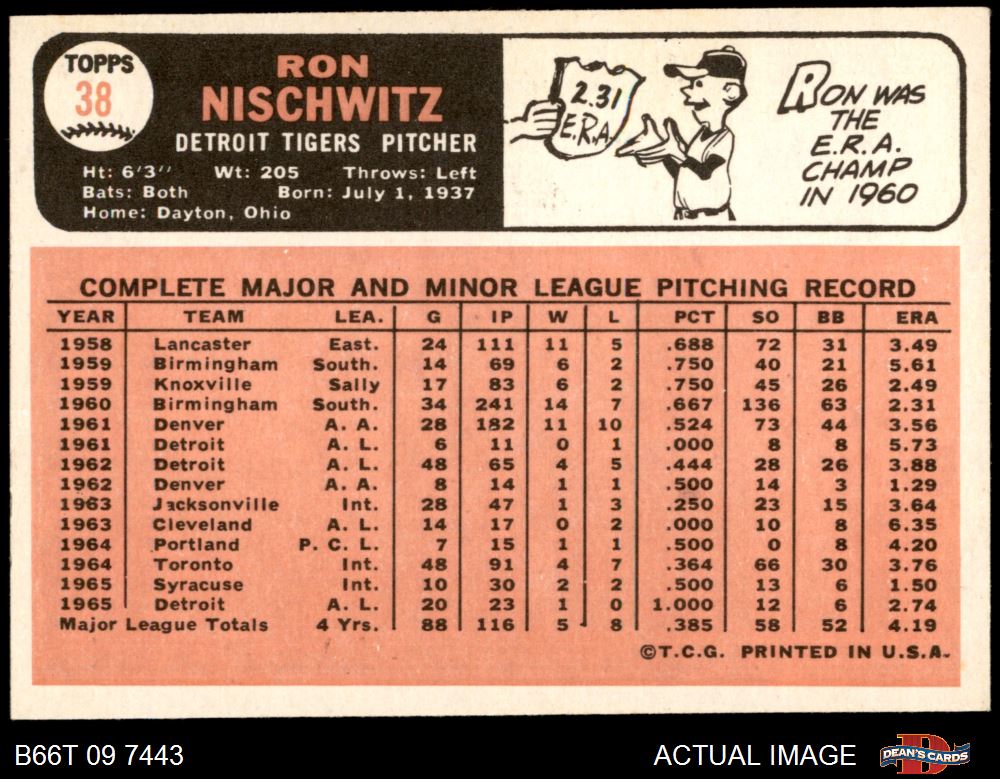 TOPPS
38
RON
NISCHWITZ
DETROIT TIGERS PITCHER
Ht: 6'3" Wt: 205 Throws: Left
Bats: Both Born: July 1, 1937
Home: Dayton, Ohio
2.31
E.R.A.
RON WAS
THE
E.R.A.
CHAMP
IN 1960
COMPLETE MAJOR AND MINOR LEAGUE PITCHING RECORD
YEAR TEAM LEA. G IP W L PCT SO BB ERA
1958 Lancaster East. 24 111 11 5 .688 72 31 3.49
1959 Birmingham South. 14 69 6 2 .750 40 21 5.61
1959 Knoxville Sally 17 83 6 2 .750 45 26 2.49
1960 Birmingham South. 34 241 14 7 .667 136 63 2.31
1961 Denver A. A. 28 182 11 10 .524 73 44 3.56
1961 Detroit A. L. 6 11 0 1 .000 8 8 5.73
1962 Detroit A. L. 48 65 4 5 .444 28 26 3.88
1962 Denver A. A. 8 14 1 1 .500 14 3 1.29
1963 Jacksonville Int. 28 47 1 3 .250 23 15 3.64
1963 Cleveland A. L. 14 17 0 2 .000 10 8 6.35
1964 Portland P. C. L. 7 15 1 1 .500 0 8 4.20
1964 Toronto Int. 48 91 4 7 .364 66 30 3.76
1965 Syracuse Int. 10 30 2 2 .500 13 6 1.50
1965 Detroit A. L. 20 23 1 0 1.000 12 6 2.74
Major League Totals 4 Yrs. 88 116 5 8 .385 58 52 4.19
©T.C.G. PRINTED IN U.S.A.
B66T 09 7443 ACTUAL IMAGE DEAN'S CARDS